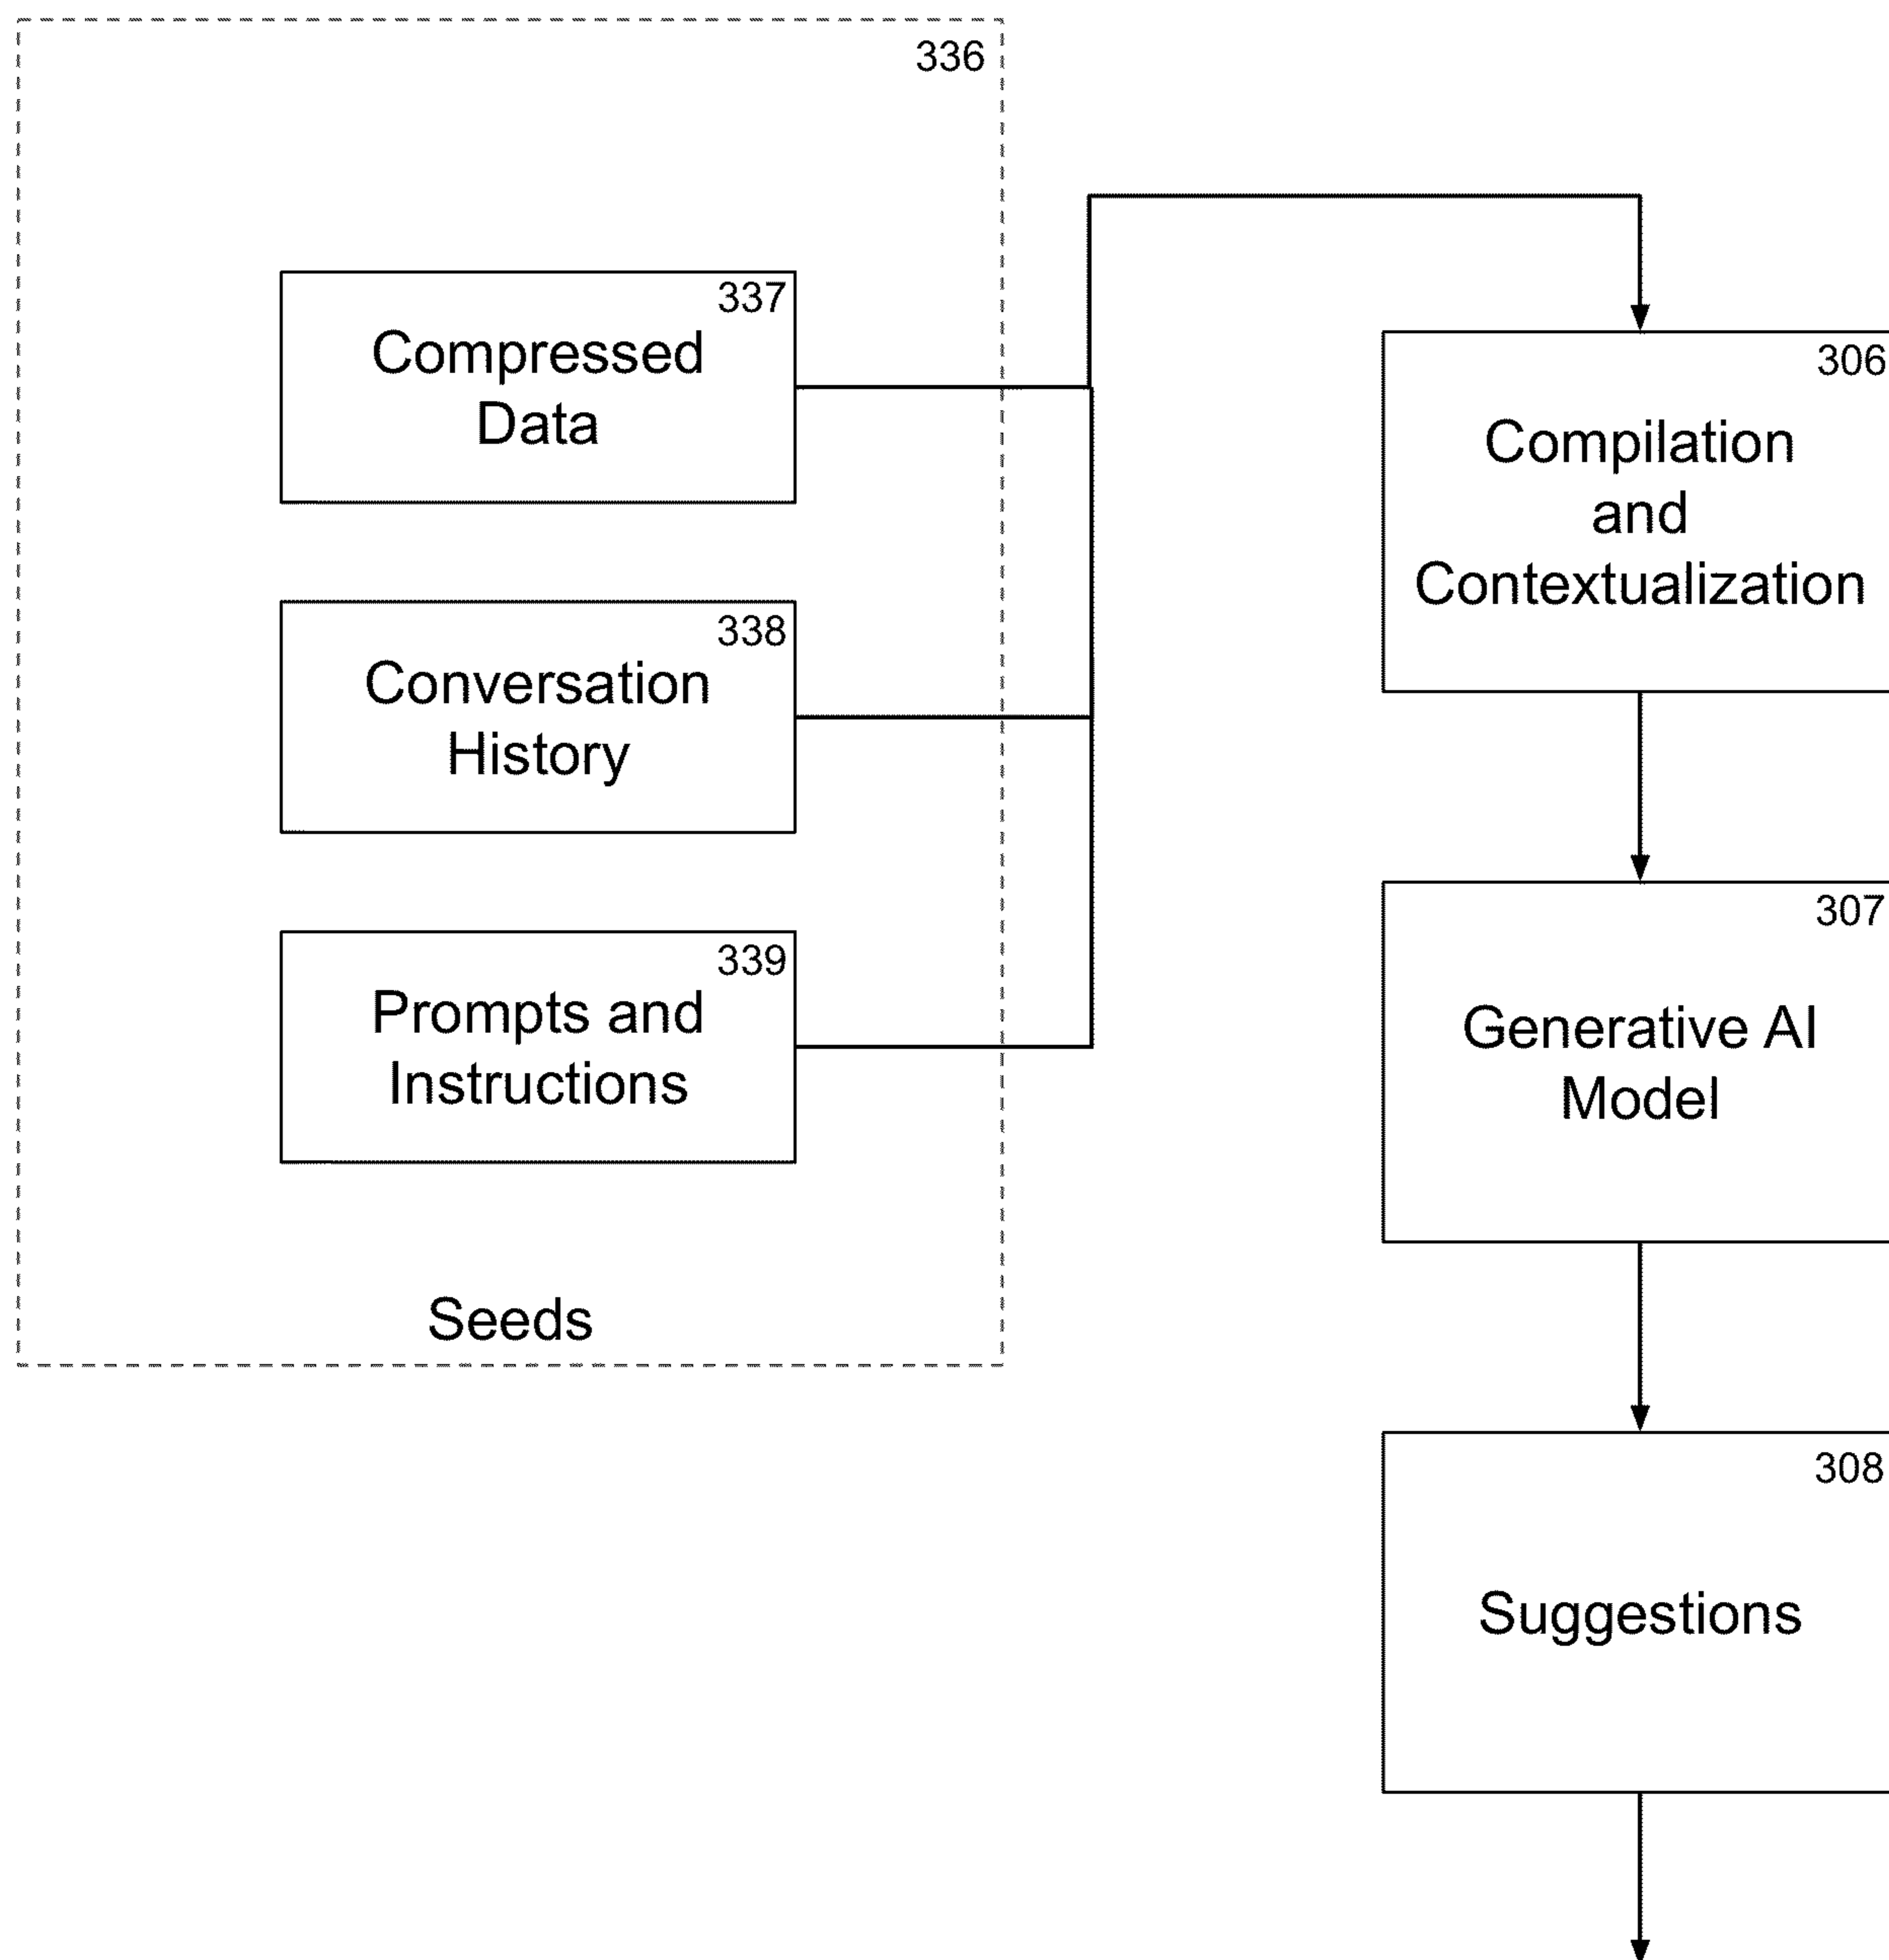 336
337
Compressed
Data
338
Conversation
History
339
Prompts and
Instructions
Seeds
306
Compilation
and
Contextualization
307
Generative AI
Model
308
Suggestions